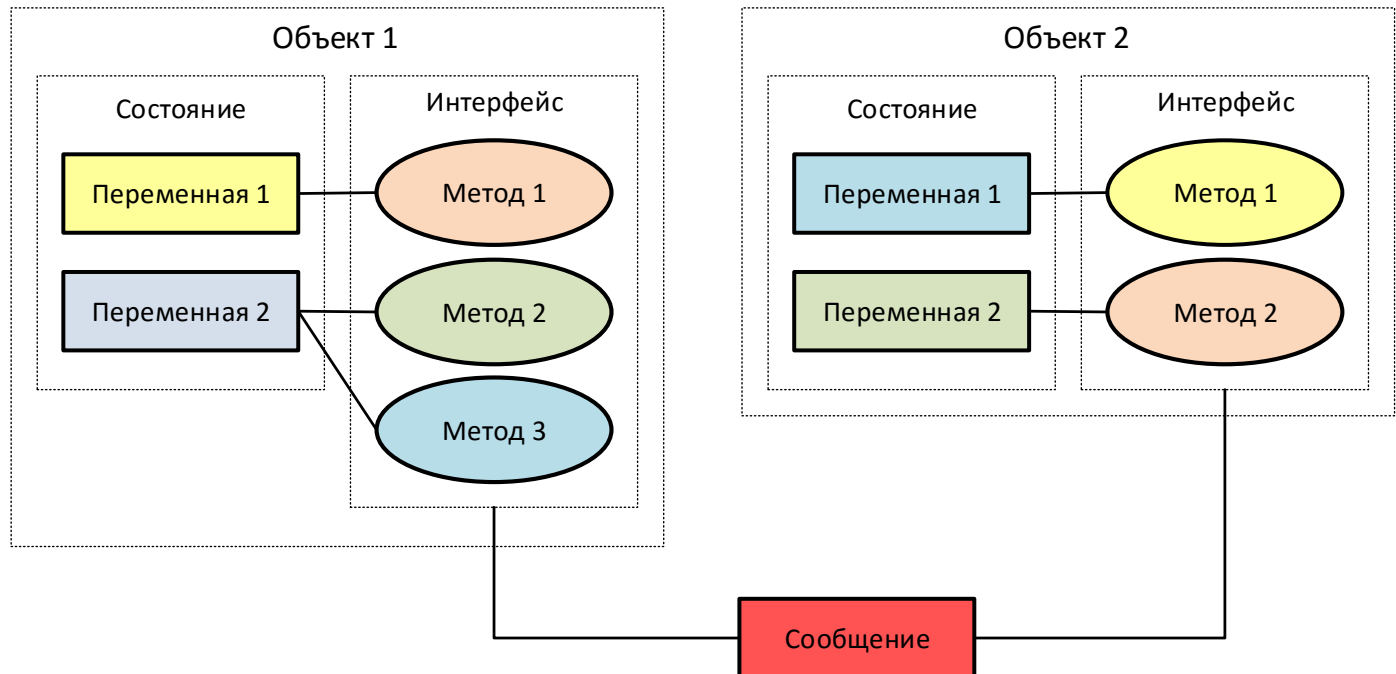 Объект 1
Состояние
Интерфейс
Переменная 1
Метод 1
Переменная 2
Метод 2
Метод 3
Объект 2
Состояние
Интерфейс
Переменная 1
Метод 1
Переменная 2
Метод 2
Сообщение